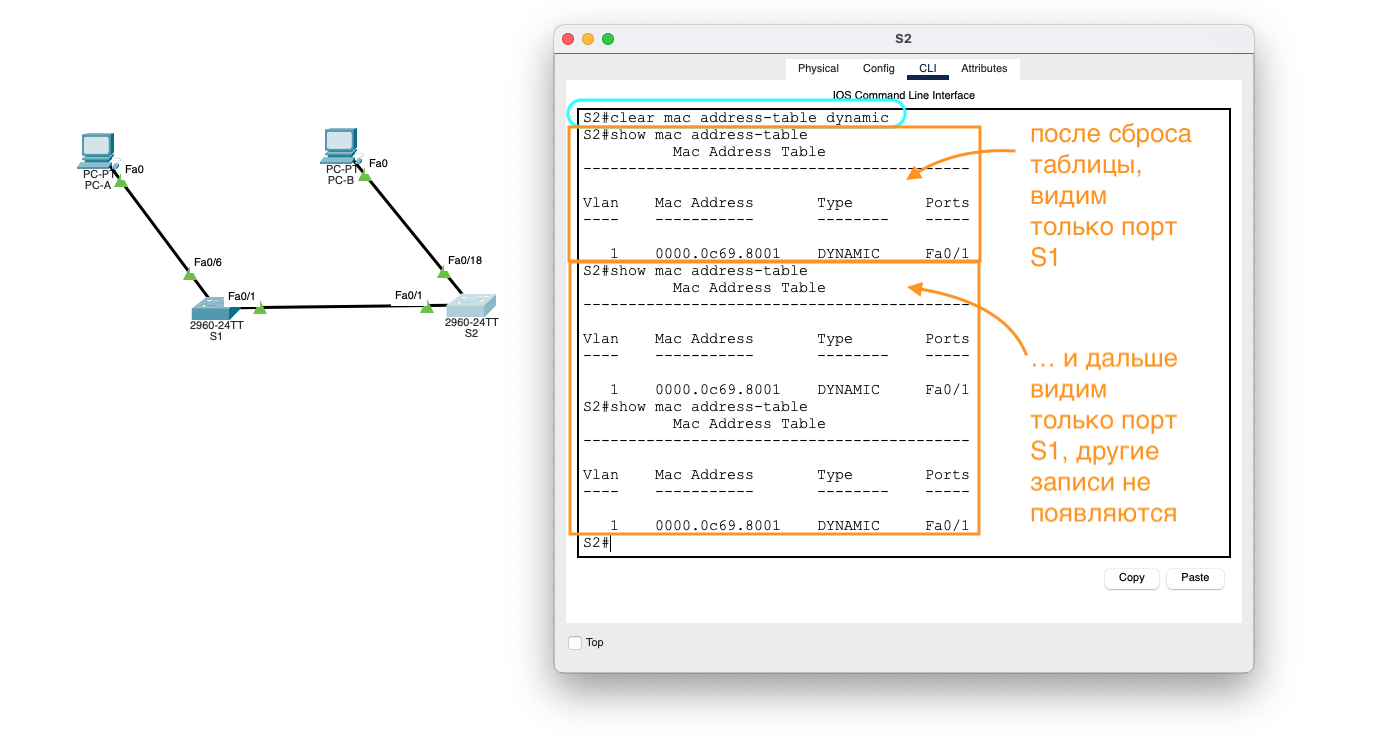 S2
Physical Config CLI Attributes
IOS Command Line Interface
S2#clear mac address-table dynamic
S2#show mac address-table
Mac Address Table
-------------------------------------------
Vlan Mac Address Type Ports
---- ----------- -------- -----
1 0000.0c69.8001 DYNAMIC Fa0/1
S2#show mac address-table
Mac Address Table
-------------------------------------------
Vlan Mac Address Type Ports
---- ----------- -------- -----
1 0000.0c69.8001 DYNAMIC Fa0/1
S2#show mac address-table
Mac Address Table
-------------------------------------------
Vlan Mac Address Type Ports
---- ----------- -------- -----
1 0000.0c69.8001 DYNAMIC Fa0/1
S2#
Copy Paste
Top
после сброса
таблицы,
видим
только порт
S1
... и дальше
видим
только порт
S1, другие
записи не
появляются
Fa0
PC-PT
PC-A
Fa0
PC-PT
PC-B
Fa0/6
Fa0/18
Fa0/1
Fa0/1
2960-24TT
S1
2960-24TT
S2